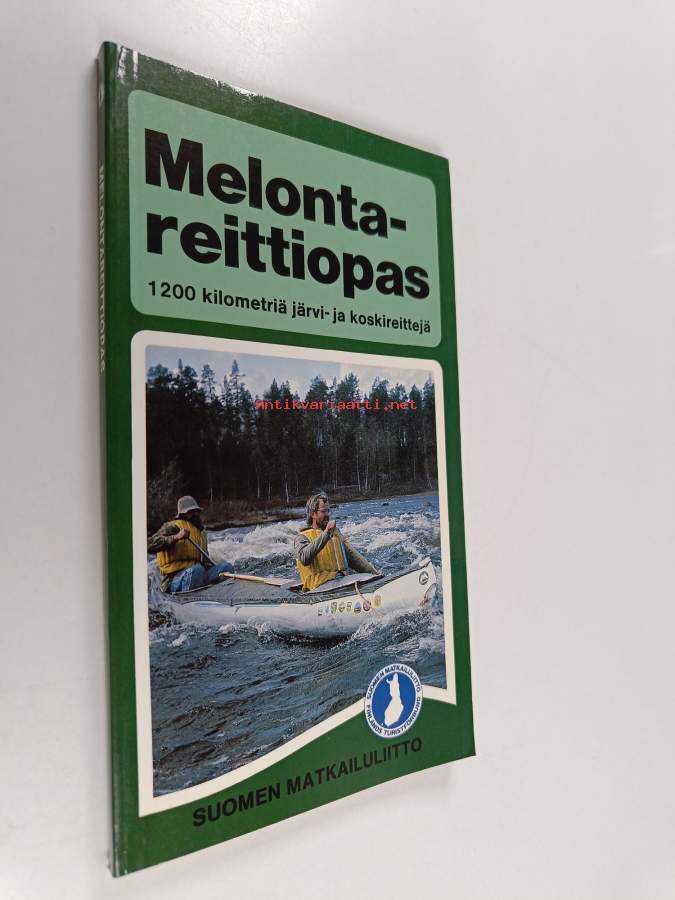 MELONTAREITTIOPAS
Melonta-
reittiopas
1200 kilometriä järvi- ja koskireittejä
Antikvariaatti.net
SUOMEN MATKAILULIITTO
FINLANDS TURISTFÖRBUND
SUOMEN MATKAILULIITTO